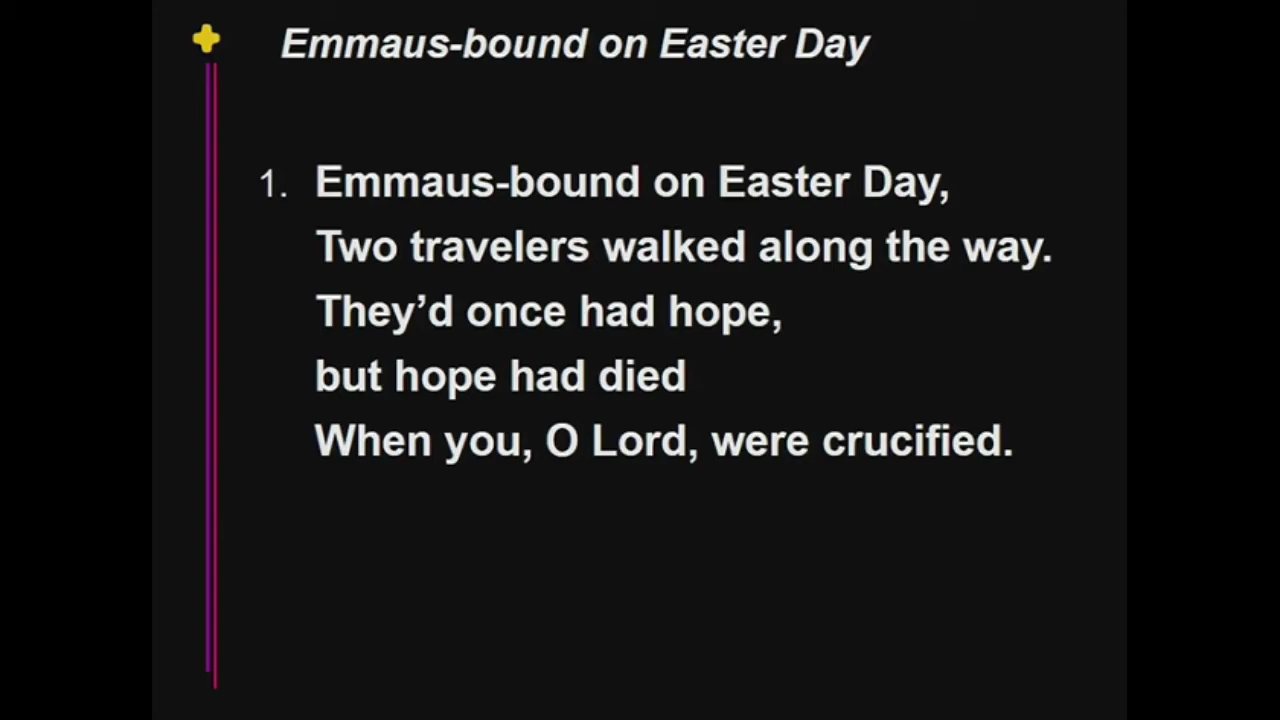 Emmaus-bound on Easter Day
1. Emmaus-bound on Easter Day,
Two travelers walked along the way.
They’d once had hope,
but hope had died
When you, O Lord, were crucified.